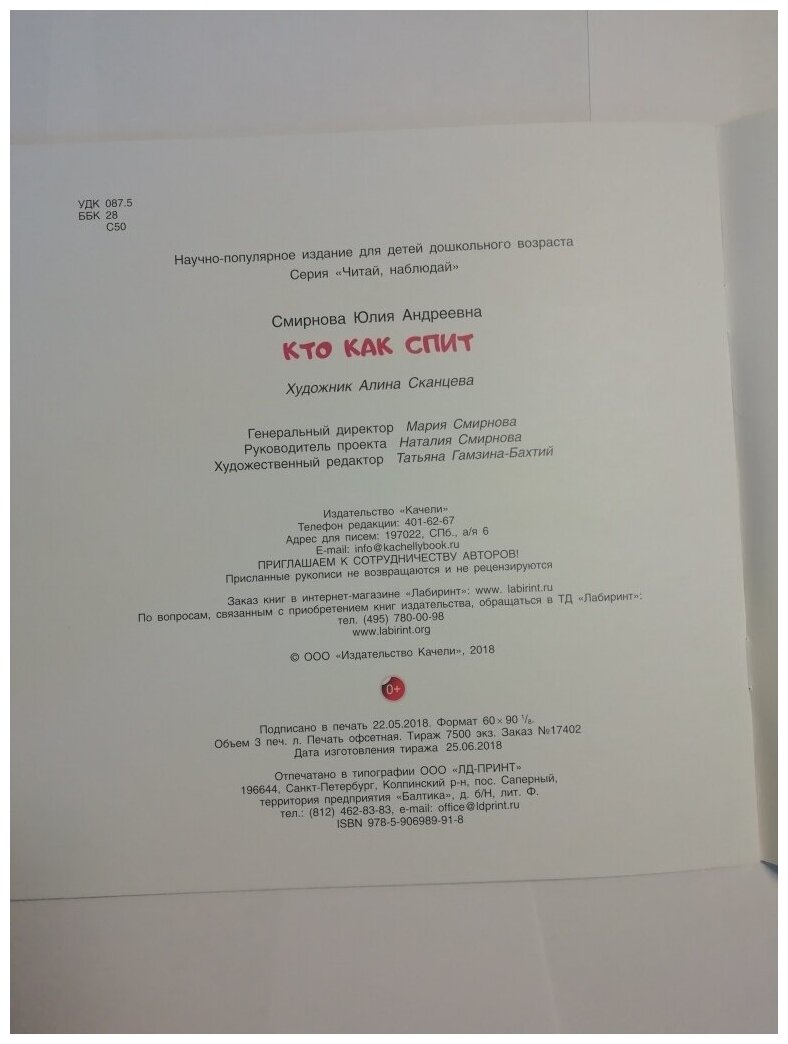 УДК 087.5
ББК 28
С50
Научно-популярное издание для детей дошкольного возраста
Серия «Читай, наблюдай»
Смирнова Юлия Андреевна
КТО КАК СПИТ
Художник Алина Сканцева
Генеральный директор Мария Смирнова
Руководитель проекта Наталия Смирнова
Художественный редактор Татьяна Гамзина-Бахтий
Издательство «Качели»
Телефон редакции: 401-62-67
Адрес для писем: 197022, СПб., а/я 6
E-mail: info@kachellybook.ru
ПРИГЛАШАЕМ К СОТРУДНИЧЕСТВУ АВТОРОВ!
Присланные рукописи не возвращаются и не рецензируются
Заказ книг в интернет-магазине «Лабиринт»: www. labirint.ru
По вопросам, связанным с приобретением книг издательства, обращаться в ТД «Лабиринт»:
тел. (495) 780-00-98
www.labirint.org
© ООО «Издательство Качели», 2018
0+
Подписано в печать 22.05.2018. Формат 60 × 90 1/8.
Объем 3 печ. л. Печать офсетная. Тираж 7500 экз. Заказ №17402
Дата изготовления тиража 25.06.2018
Отпечатано в типографии ООО «ЛД-ПРИНТ»
196644, Санкт-Петербург, Колпинский р-н, пос. Саперный,
территория предприятия «Балтика», д. б/Н, лит. Ф.
тел.: (812) 462-83-83, e-mail: office@ldprint.ru
ISBN 978-5-906989-91-8